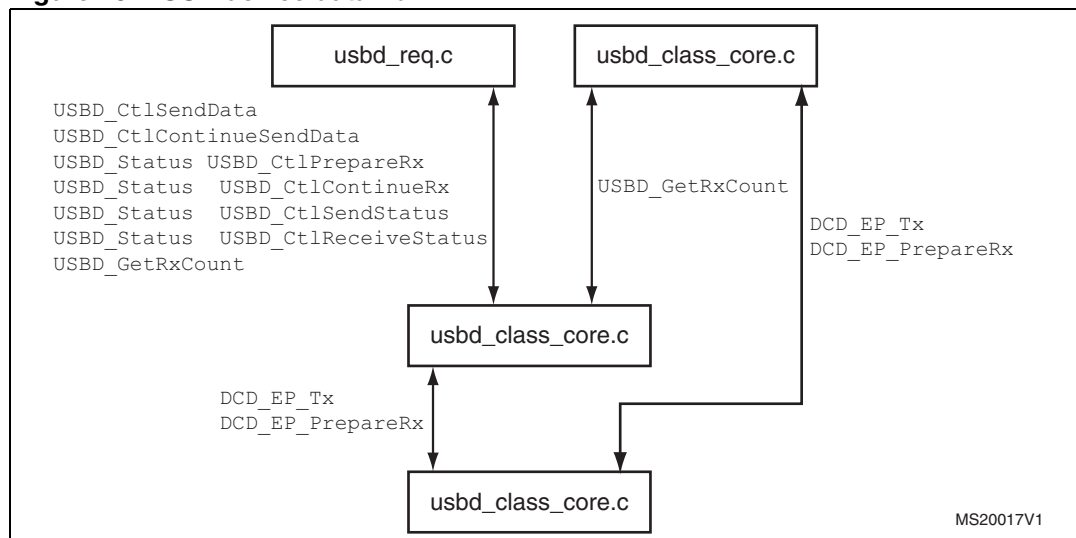 usbd_req.c
usbd_class_core.c
USBD_CtlSendData
USBD_CtlContinueSendData
USBD_Status USBD_CtlPrepareRx
USBD_Status USBD_CtlContinueRx
USBD_Status USBD_CtlSendStatus
USBD_Status USBD_CtlReceiveStatus
USBD_GetRxCount
USBD_GetRxCount
DCD_EP_Tx
DCD_EP_PrepareRx
usbd_class_core.c
DCD_EP_Tx
DCD_EP_PrepareRx
usbd_class_core.c
MS20017V1